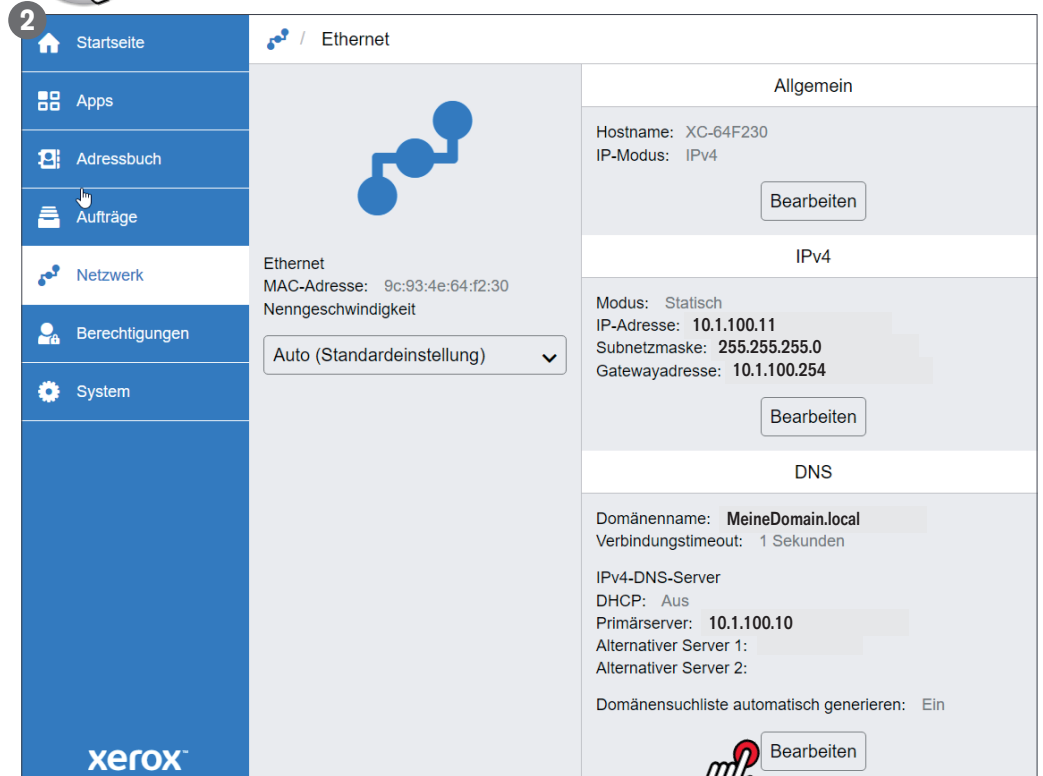 2
Startseite
Apps
Adressbuch
Aufträge
Netzwerk
Berechtigungen
System
xerox™
/ Ethernet
Ethernet
MAC-Adresse: 9c:93:4e:64:f2:30
Nenngeschwindigkeit
Auto (Standardeinstellung)
Allgemein
Hostname: XC-64F230
IP-Modus: IPv4
Bearbeiten
IPv4
Modus: Statisch
IP-Adresse: 10.1.100.11
Subnetzmaske: 255.255.255.0
Gatewayadresse: 10.1.100.254
Bearbeiten
DNS
Domänenname: MeineDomain.local
Verbindungstimeout: 1 Sekunden
IPv4-DNS-Server
DHCP: Aus
Primärserver: 10.1.100.10
Alternativer Server 1:
Alternativer Server 2:
Domänensuchliste automatisch generieren: Ein
Bearbeiten